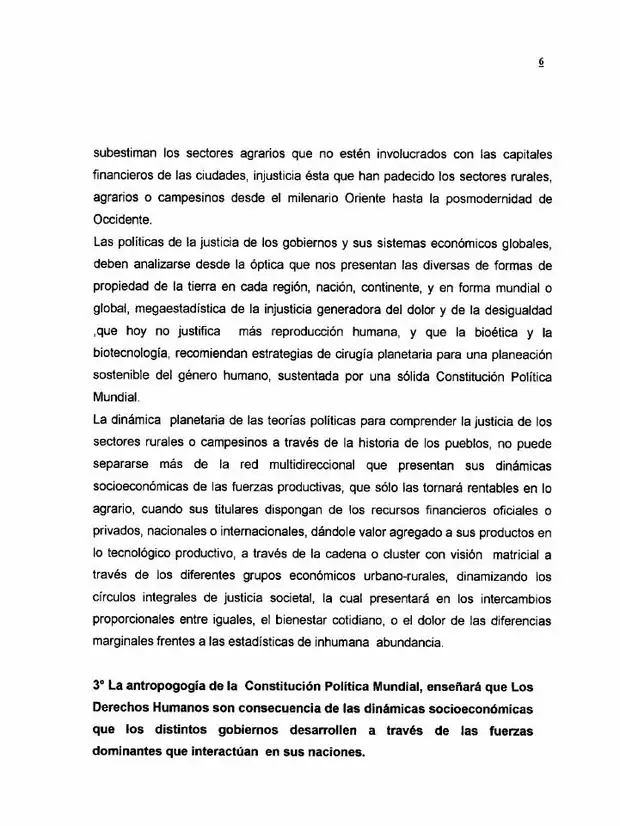 6
subestiman los sectores agrarios que no estén involucrados con las capitales
financieros de las ciudades, injusticia ésta que han padecido los sectores rurales,
agrarios o campesinos desde el milenario Oriente hasta la posmodernidad de
Occidente.
Las políticas de la justicia de los gobiernos y sus sistemas económicos globales,
deben analizarse desde la óptica que nos presentan las diversas de formas de
propiedad de la tierra en cada región, nación, continente, y en forma mundial o
global, megaestadística de la injusticia generadora del dolor y de la desigualdad
,que hoy no justifica más reproducción humana, y que la bioética y la
biotecnología, recomiendan estrategias de cirugía planetaria para una planeación
sostenible del género humano, sustentada por una sólida Constitución Política
Mundial.
La dinámica planetaria de las teorías políticas para comprender la justicia de los
sectores rurales o campesinos a través de la historia de los pueblos, no puede
separarse más de la red multidireccional que presentan sus dinámicas
socioeconómicas de las fuerzas productivas, que sólo las tornará rentables en lo
agrario, cuando sus titulares dispongan de los recursos financieros oficiales o
privados, nacionales o internacionales, dándole valor agregado a sus productos en
lo tecnológico productivo, a través de la cadena o cluster con visión matricial a
través de los diferentes grupos económicos urbano-rurales, dinamizando los
círculos integrales de justicia societal, la cual presentará en los intercambios
proporcionales entre iguales, el bienestar cotidiano, o el dolor de las diferencias
marginales frentes a las estadísticas de inhumana abundancia.
3° La antropogogía de la Constitución Política Mundial, enseñará que Los
Derechos Humanos son consecuencia de las dinámicas socioeconómicas
que los distintos gobiernos desarrollen a través de las fuerzas
dominantes que interactúan en sus naciones.